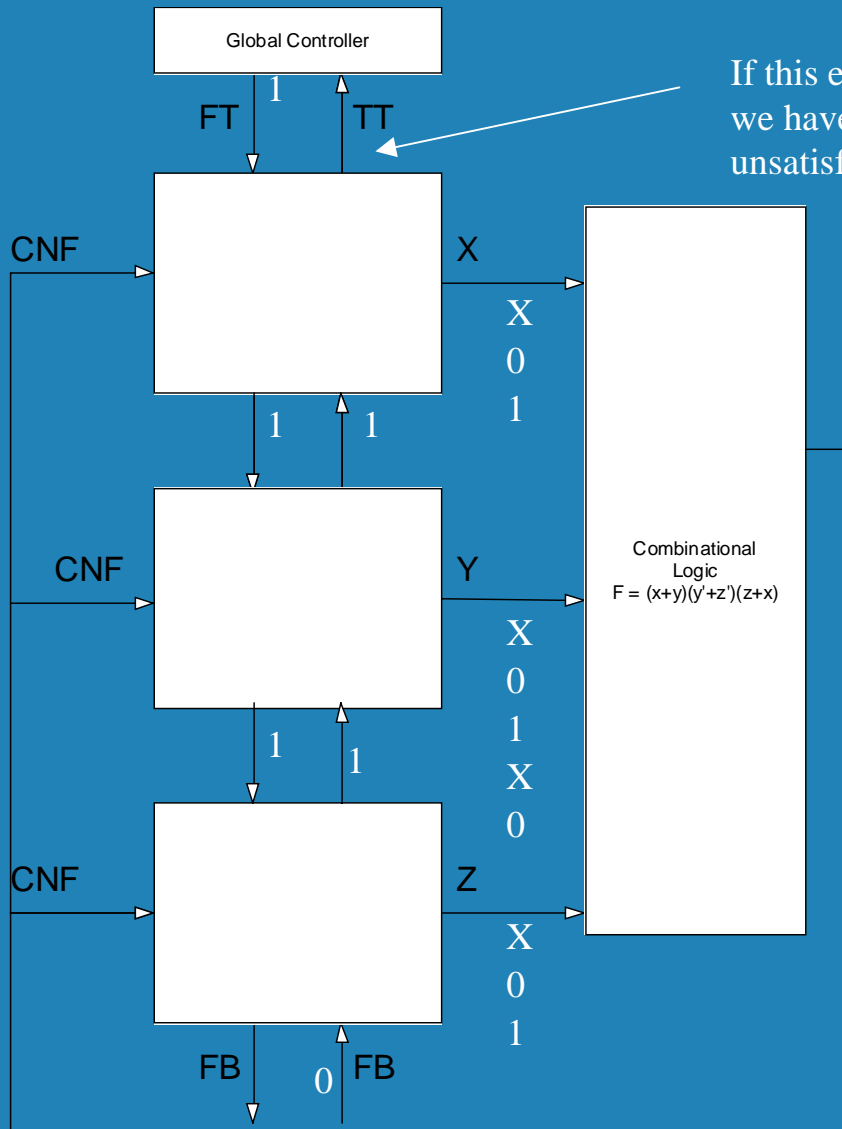 Global Controller
1
FT
TT
If this e
we have
unsatisf
CNF
X
X
0
1
1
1
CNF
Y
Combinational
Logic
F = (x+y)(y'+z')(z+x)
X
0
1
X
0
1
1
CNF
Z
X
0
1
FB
0
FB